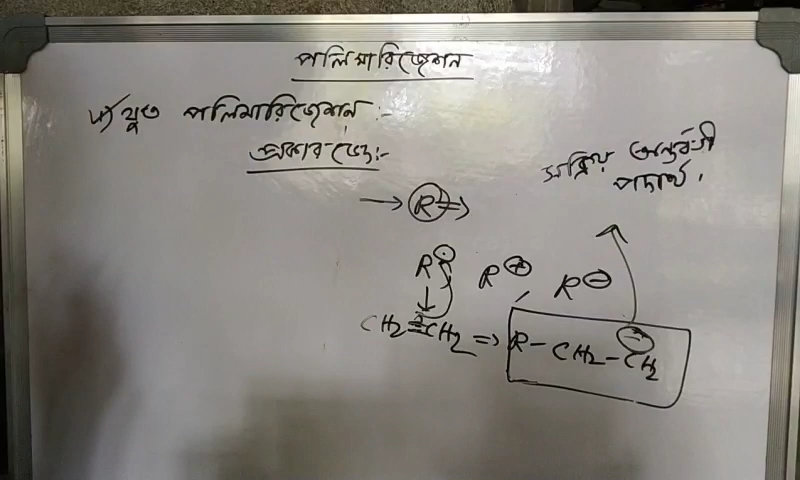 পলিমারিজেশন
যুত পলিমারিজেশন :-
প্রকারভেদ:-
সক্রিয় অন্তর্বর্তী
পদার্থ।
→ R ⇒
R R⊕ R⊖
CH₂=CH₂ ⇒ R-CH₂-CH₂